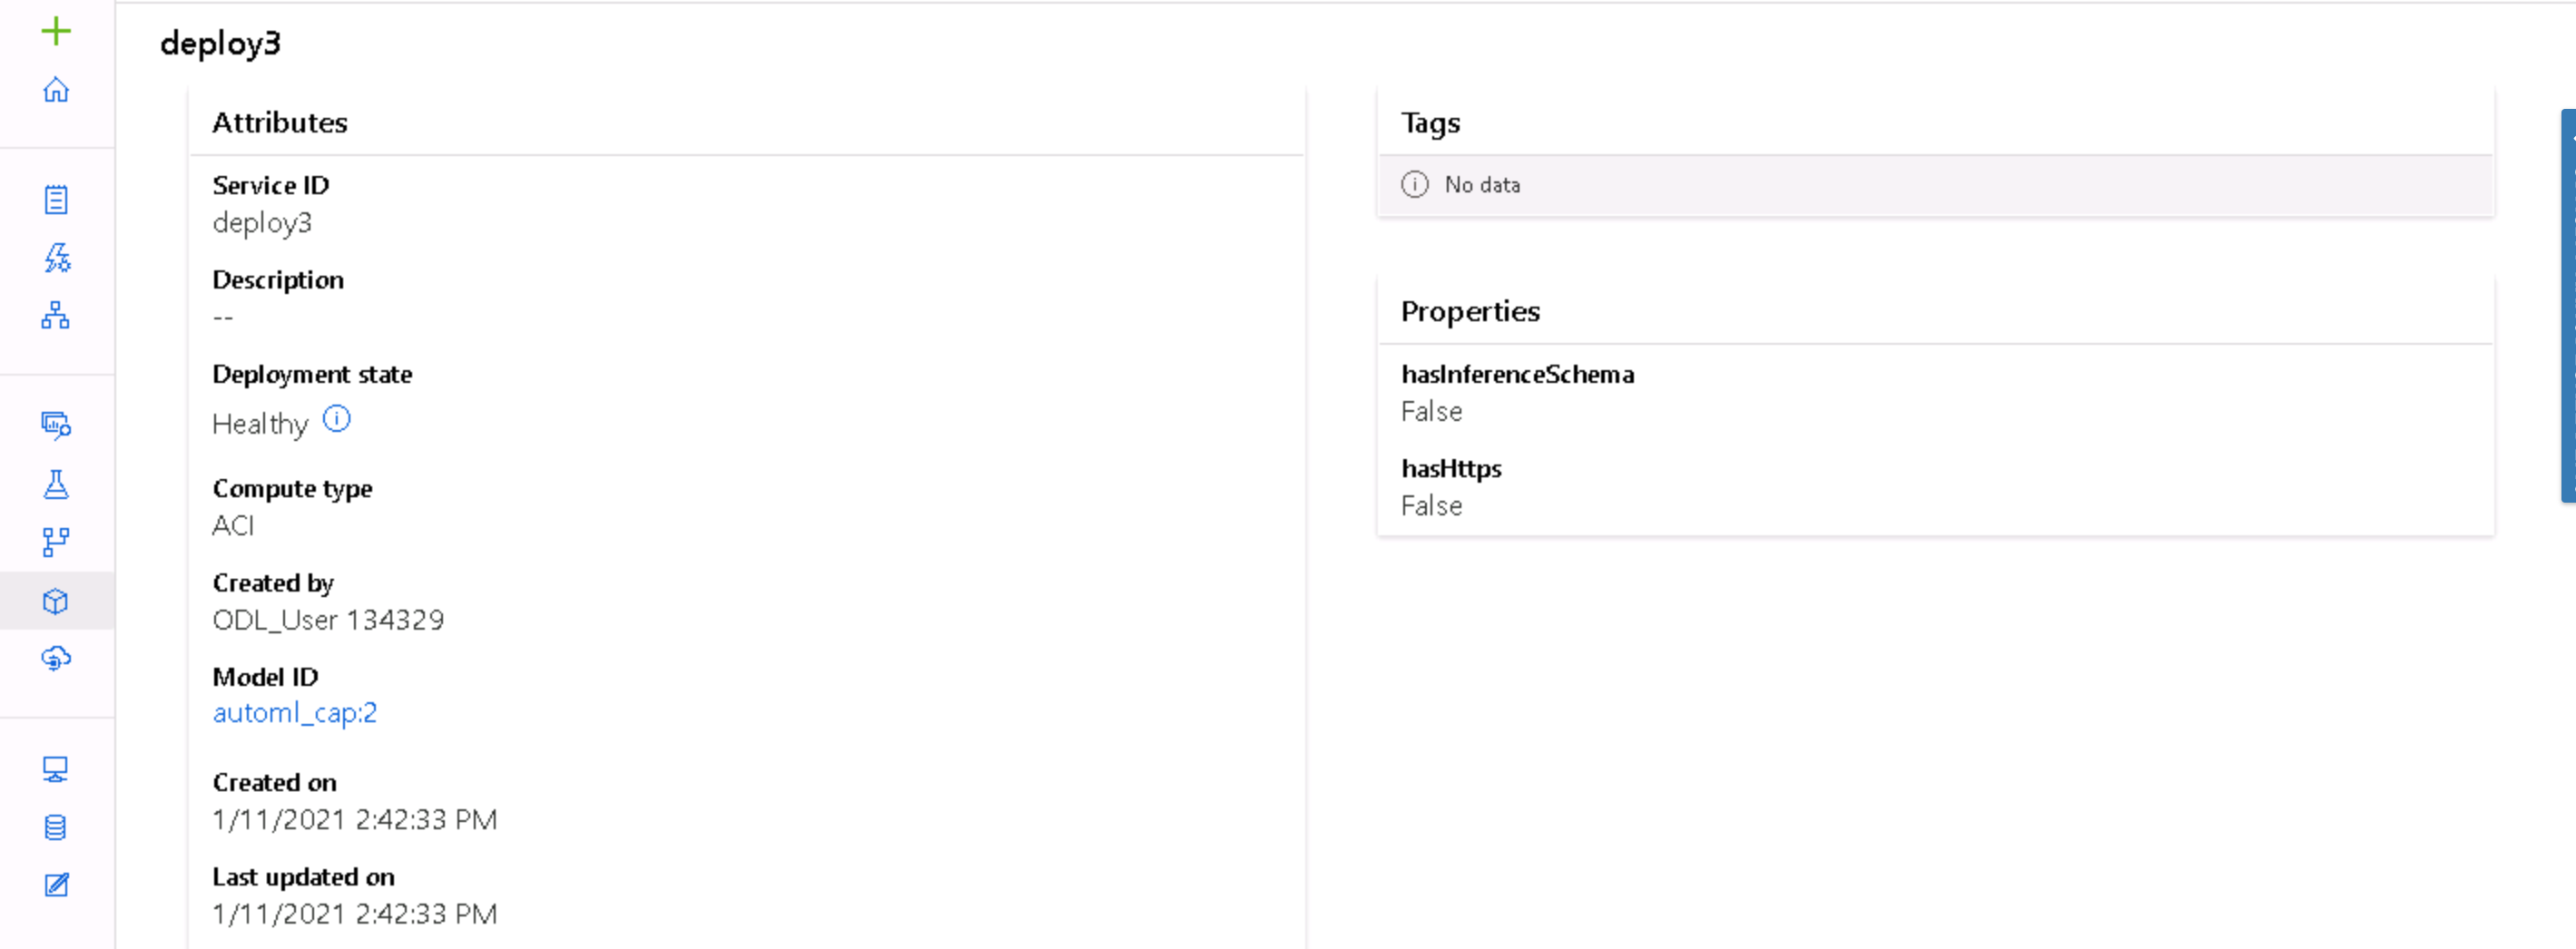 deploy3
Attributes
Service ID
deploy3
Description
--
Deployment state
Healthy
Compute type
ACI
Created by
ODL_User 134329
Model ID
automl_cap:2
Created on
1/11/2021 2:42:33 PM
Last updated on
1/11/2021 2:42:33 PM
Tags
No data
Properties
hasInferenceSchema
False
hasHttps
False